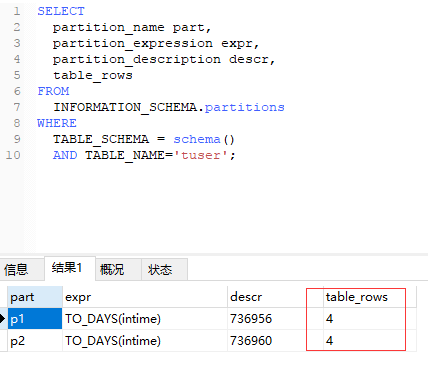 1 SELECT
2 partition_name part,
3 partition_expression expr,
4 partition_description descr,
5 table_rows
6 FROM
7 INFORMATION_SCHEMA.partitions
8 WHERE
9 TABLE_SCHEMA = schema()
10 AND TABLE_NAME='tuser';
信息 结果1 概况 状态
part expr descr table_rows
p1 TO_DAYS(intime) 736956 4
p2 TO_DAYS(intime) 736960 4